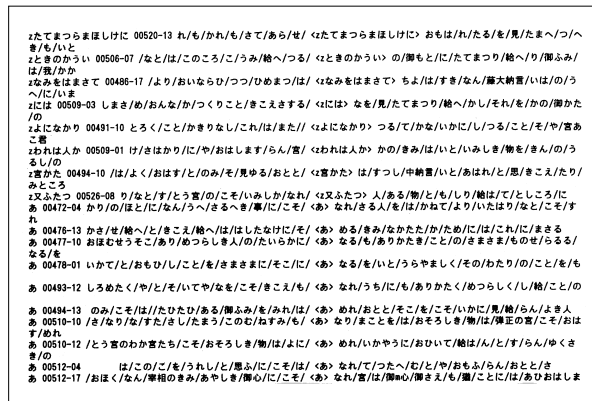 zたてまつらまほしけに 00520-13 れ/も/かれ/も/さて/あら/せ/ <zたてまつらまほしけに> おもは/れ/たる/を/見/たまへ/つ/へ
き/も/いと
zときのかうい 00506-07 /なと/は/このころ/こ/うみ/給へ/つる/ <zときのかうい> の/御もと/に/たてまつり/給へ/り/御ふみ/
は/我/かか
zなみをはまさて 00486-17 /より/おいならひ/つつ/ひめまつ/は/ <zなみをはまさて> ちよ/は/すき/なん/藤大納言/いは/の/う
へ/に/いま
zには 00509-03 しまさ/め/おんな/か/つくりこと/きこえさする/ <zには> なを/見/たてまつり/給へ/かし/それ/を/かの/御かた
/の
zよになかり 00491-10 とろく/こと/かきりなし/これ/は/また// <zよになかり> つる/て/かな/いかに/し/つる/こと/そ/や/宮あ
こ君
zわれは人か 00509-01 け/さはかり/に/や/おはします/らん/宮/ <zわれは人か> かの/きみ/は/いと/いみしき/物/を/きん/の/う
るし/の
z宮かた 00494-10 /は/よく/おはす/と/のみ/そ/見ゆる/おとと/ <z宮かた> は/すつし/中納言/いと/あはれ/と/思/きこえ/たり/
みところ
z又ふたつ 00526-08 り/なと/す/とう宮/の/こそ/いみしか/なれ/ <z又ふたつ> 人/ある/物/と/も/しり/給は/て/としころ/に
あ 00472-04 かり/の/ほと/に/なん/うへ/さるへき/事/に/こそ/ <あ> なれ/さる人/を/は/かねて/より/いたはり/なと/こそ/す
れ
あ 00476-13 かさ/せ/給へ/と/きこえ/給へ/は/はしたなけ/に/そ/ <あ> める/きみ/なかたた/か/ため/に/は/これ/に/まさる
あ 00477-10 おほむせうそこ/あり/めつらしき人/の/たいらかに/ <あ> なる/も/ありかたき/こと/の/さまさま/ものせ/らるる/
なる/を
あ 00478-01 いかて/と/おもひ/し/こと/を/さまさまに/そこ/に/ <あ> なる/を/いと/うらやましく/その/わたり/の/こと/を/も
あ 00493-12 しろめたく/や/と/そ/いて/や/なを/こそ/きこえ/も/ <あ> なれ/うち/に/も/ありかたく/めつらしく/し/給/こと/の
あ 00494-13 のみ/こそ/は//たひたひ/ある/御ふみ/を/みれ/は/ <あ> めれ/おとと/そこ/を/こそ/いかに/見/給/らん/よき人
あ 00510-10 /さ/なり/な/すた/さし/たまう/このむ/ねすみ/も/ <あ> なり/まこと/を/は/おそろしき/物/は/弾正の宮/こそ/おは
す/めれ
あ 00510-12 /とう宮のわか宮たち/こそ/おそろしき/物/は/よに/ <あ> めれ/いかやうに/おひいて/給は/ん/と/す/らん/ゆくさ
き/の
あ 00512-04 は/この/こ/を/うれし/と/思ふ/に/こそ/は/ <あ> なれ/て/つたへ/む/と/や/おもふ/らん/おとと/さ
あ 00512-17 /おほく/なん/宰相のきみ/あやしき/御心/に/こそ/ <あ> なれ/宮/は/御m心/御さえ/も/猶/ことに/は/あひおはしま